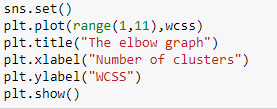 sns.set()
plt.plot(range(1,11),wcss)
plt.title("The elbow graph")
plt.xlabel("Number of clusters")
plt.ylabel("WCSS")
plt.show()